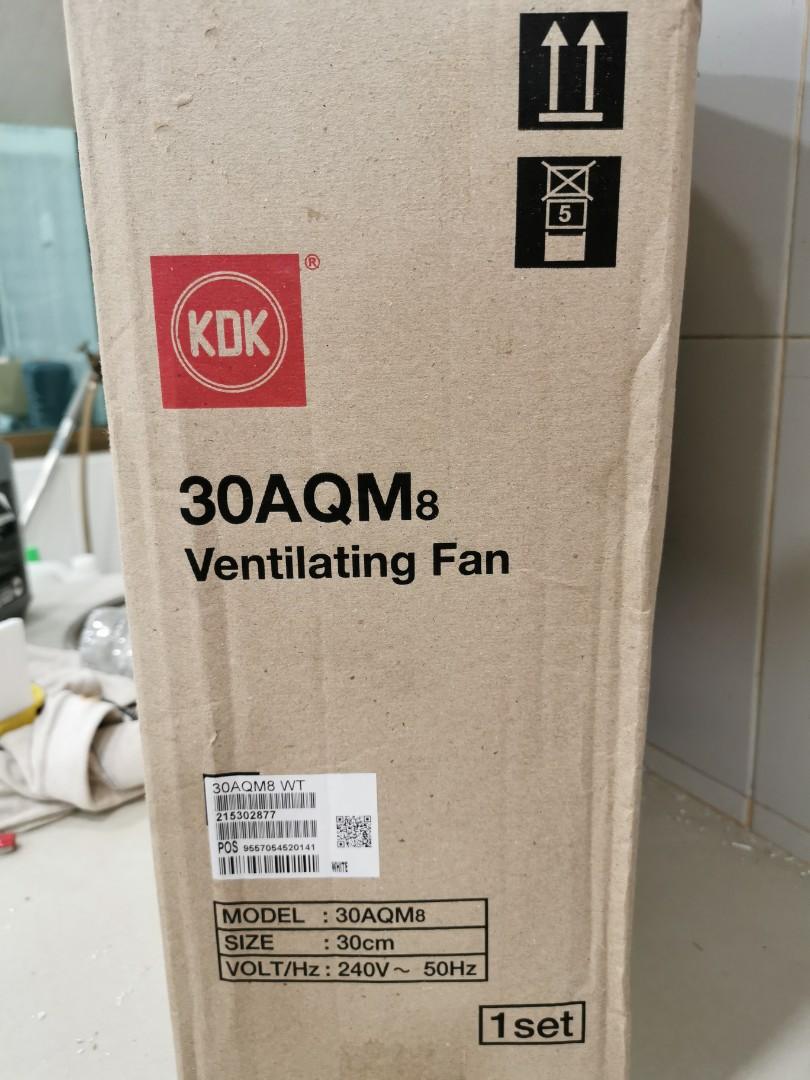 5
KDK®
30AQM8
Ventilating Fan
30AQM8 WT
215302877
POS 9557054520141
WHITE
MODEL : 30AQM8
SIZE : 30cm
VOLT/Hz : 240V～ 50Hz
1set